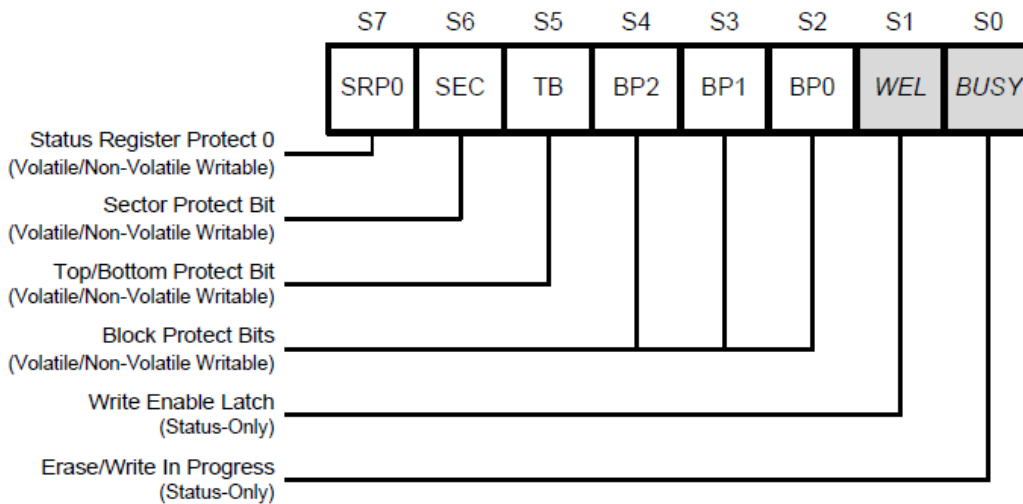 S7 S6 S5 S4 S3 S2 S1 S0
SRP0 SEC TB BP2 BP1 BP0 WEL BUSY
Status Register Protect 0
(Volatile/Non-Volatile Writable)
Sector Protect Bit
(Volatile/Non-Volatile Writable)
Top/Bottom Protect Bit
(Volatile/Non-Volatile Writable)
Block Protect Bits
(Volatile/Non-Volatile Writable)
Write Enable Latch
(Status-Only)
Erase/Write In Progress
(Status-Only)